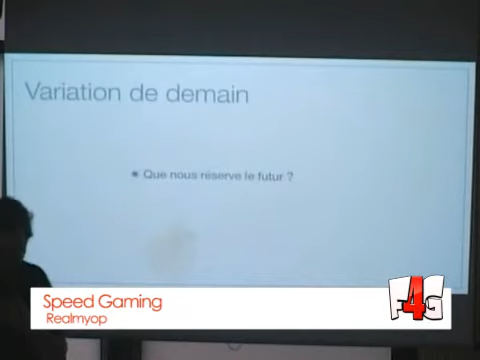 Variation de demain
Que nous réserve le futur ?
Speed Gaming
Realmyop
F4G